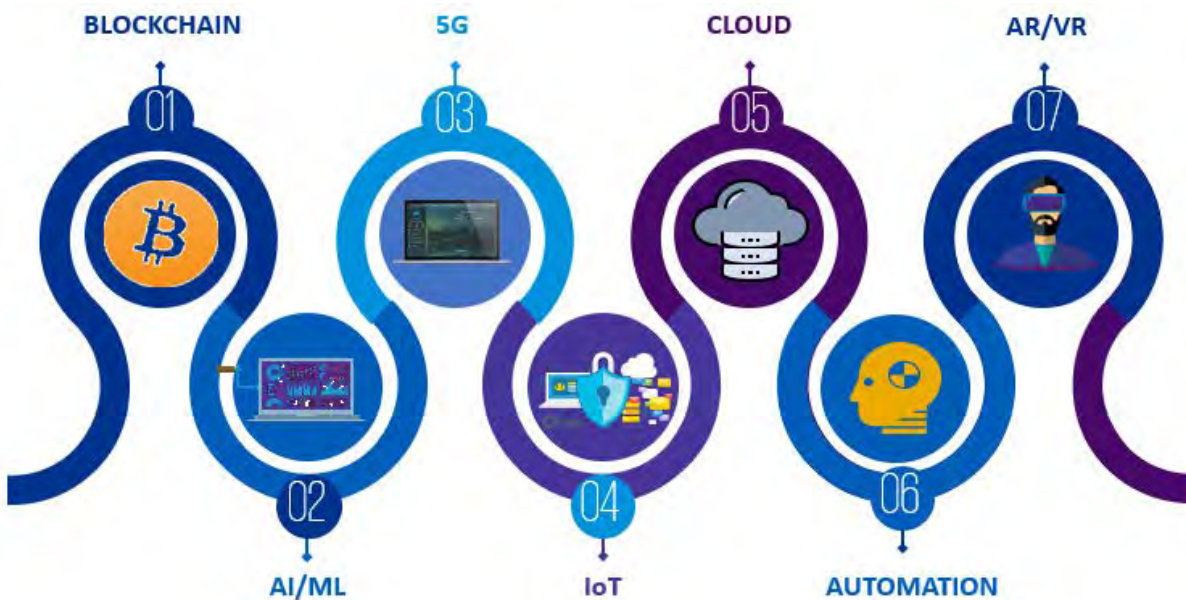 BLOCKCHAIN
5G
CLOUD
AR/VR
01
03
05
07
02
04
06
AI/ML
IoT
AUTOMATION